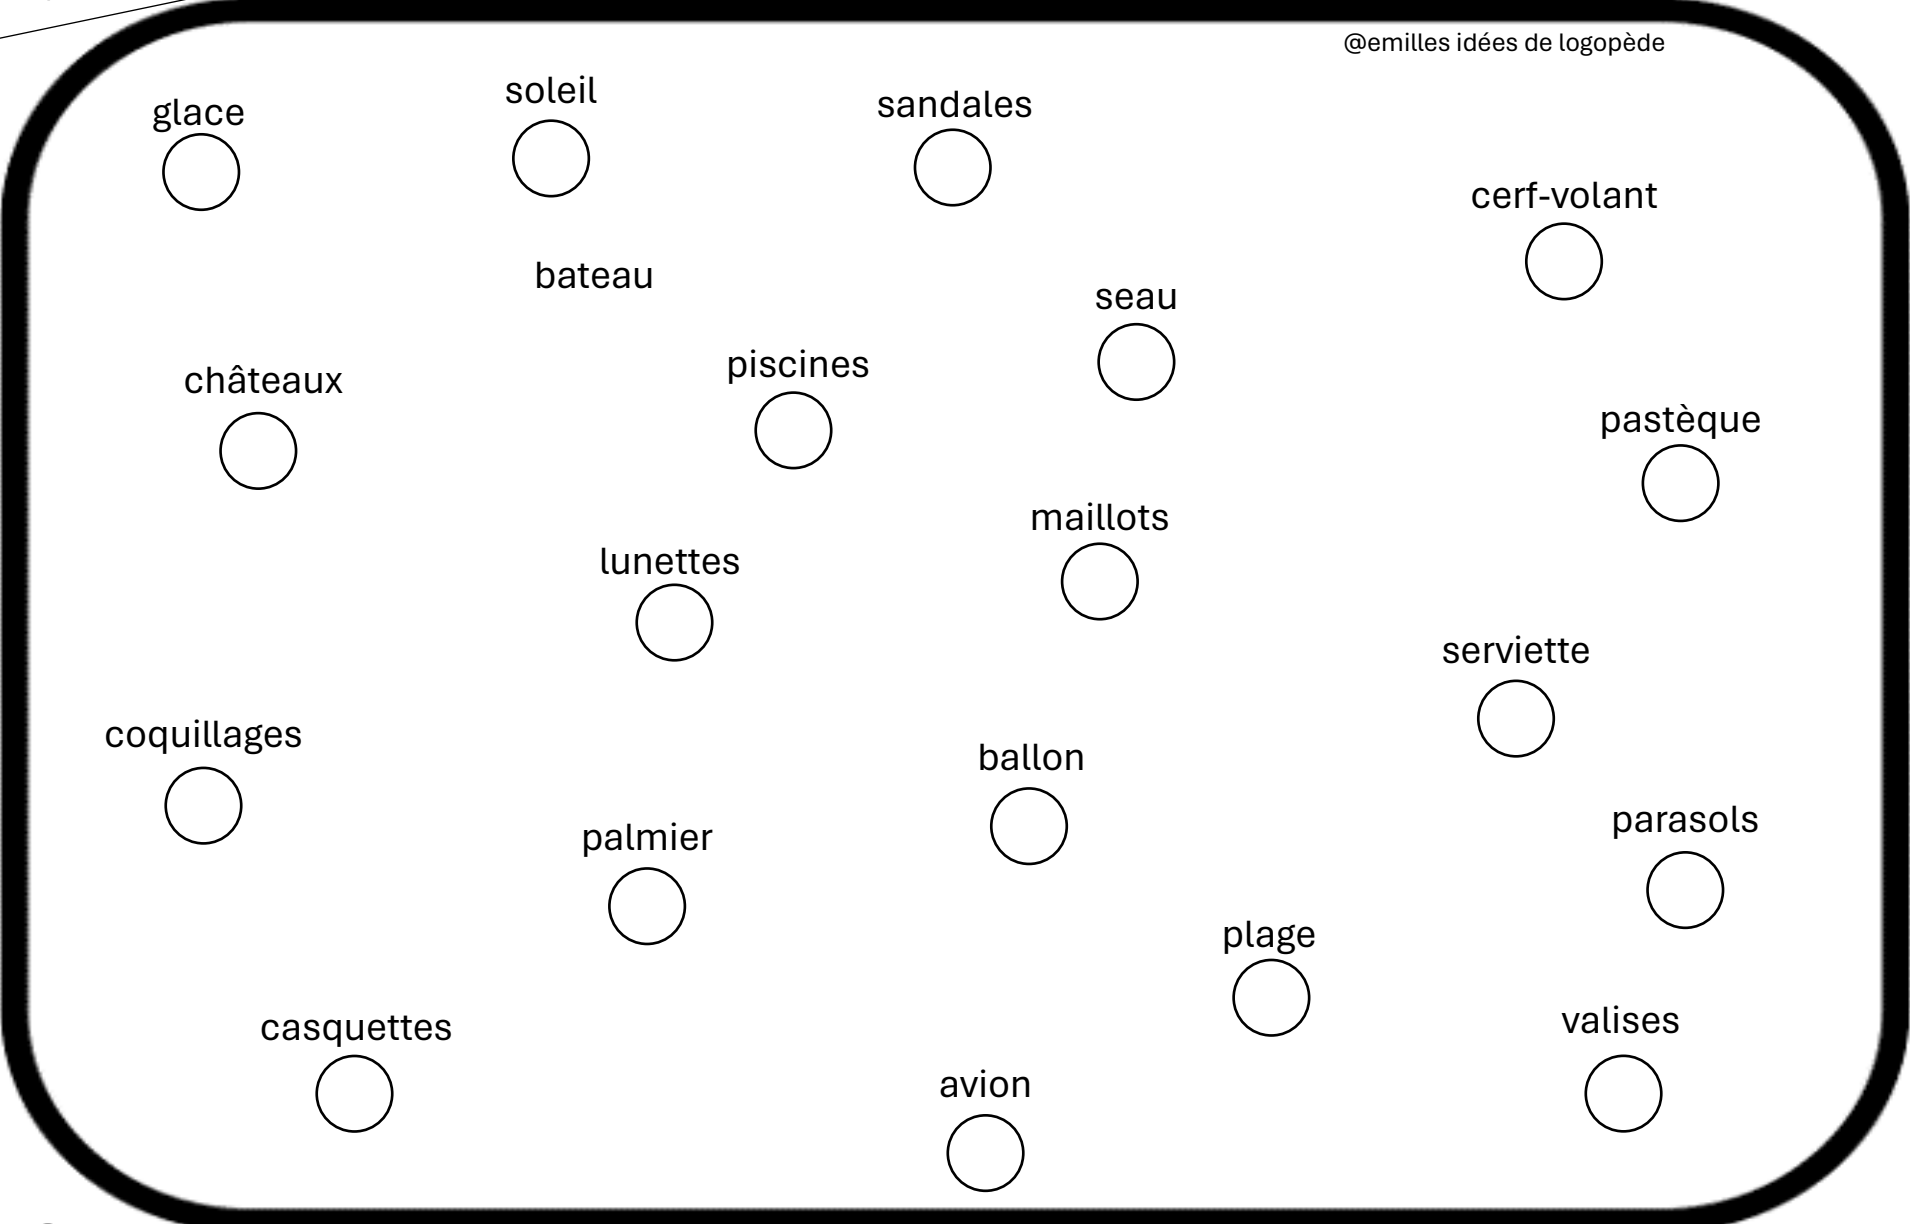 @emilles idées de logopède
soleil
sandales
glace
cerf-volant
bateau
seau
piscines
châteaux
pastèque
maillots
lunettes
serviette
coquillages
ballon
parasols
palmier
plage
valises
casquettes
avion